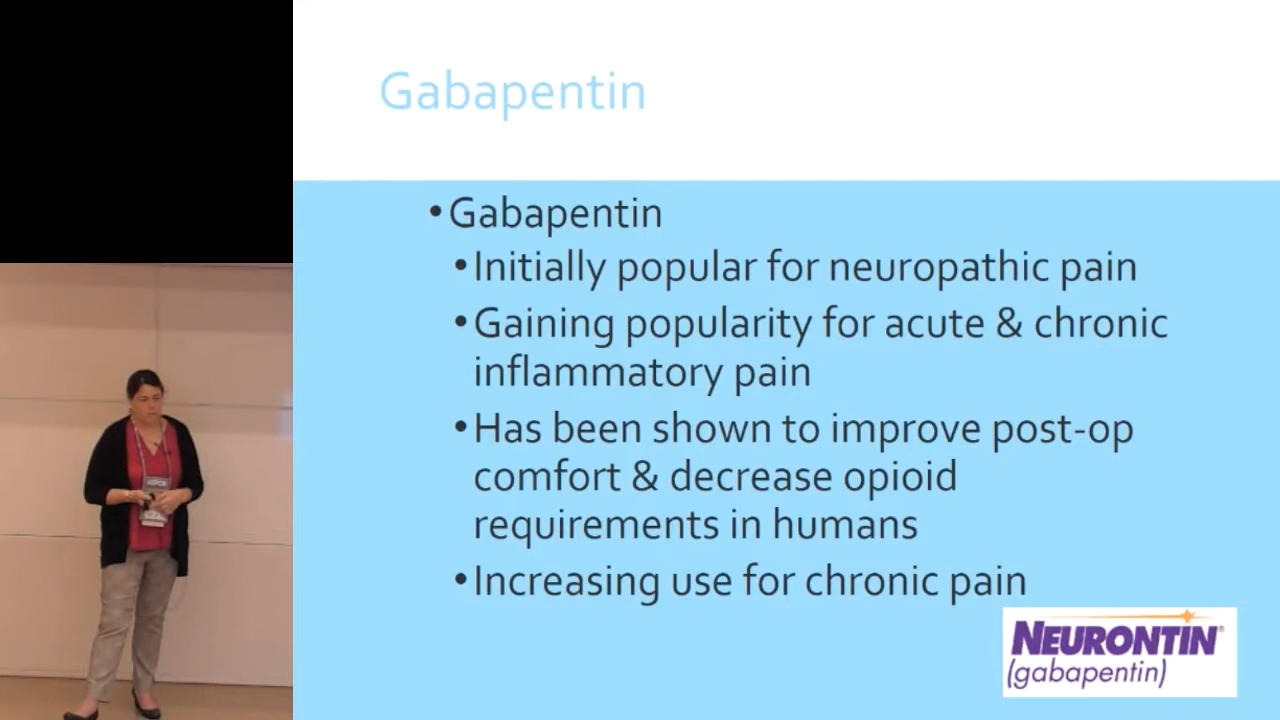 Gabapentin
•Gabapentin
•Initially popular for neuropathic pain
•Gaining popularity for acute & chronic
inflammatory pain
•Has been shown to improve post-op
comfort & decrease opioid
requirements in humans
•Increasing use for chronic pain
NEURONTIN®
(gabapentin)